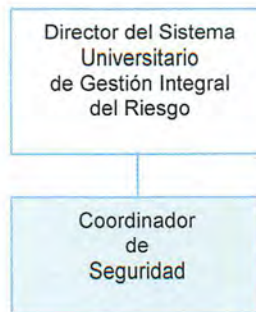 Director del Sistema
Universitario
de Gestión Integral
del Riesgo
Coordinador
de
Seguridad